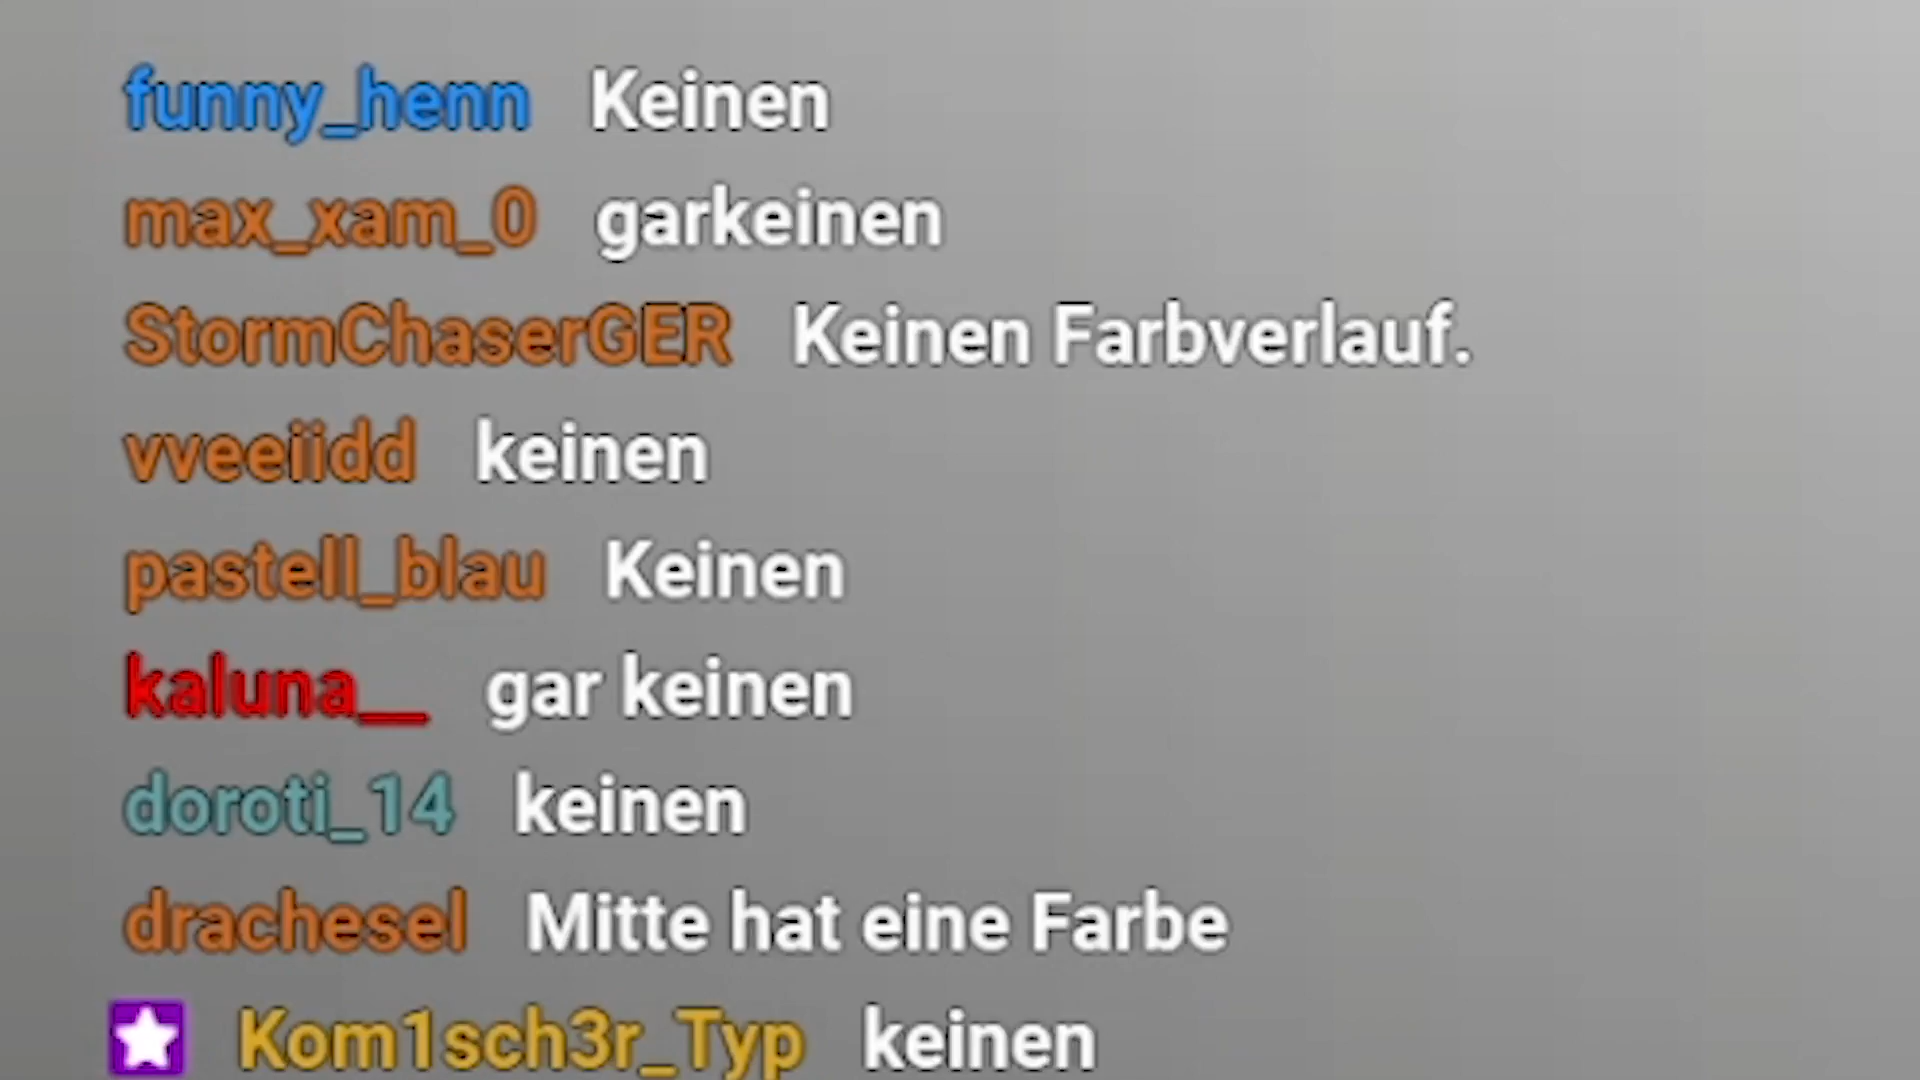 funny_henn Keinen
max_xam_0 garkeinen
StormChaserGER Keinen Farbverlauf.
vveeiidd keinen
pastell_blau Keinen
kaluna__ gar keinen
doroti_14 keinen
drachesel Mitte hat eine Farbe
Kom1sch3r_Typ keinen